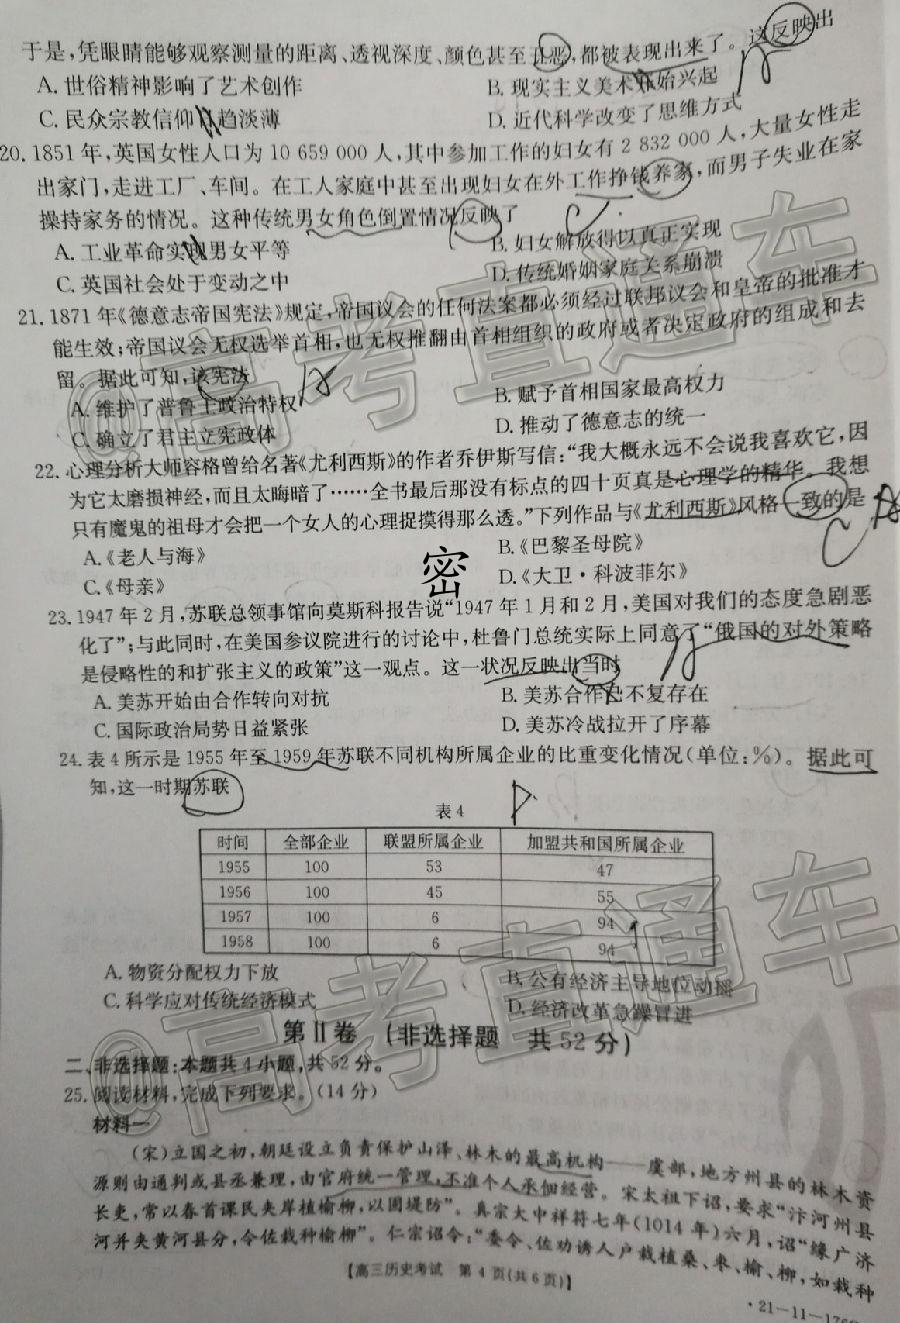 于是,凭眼睛能够观察测量的距离、透视深度、颜色甚至丑恶,都被表现出来了。这反映出
A. 世俗精神影响了艺术创作
B. 现实主义美术开始兴起
C. 民众宗教信仰日趋淡薄
D. 近代科学改变了思维方式
20. 1851年,英国女性人口为10 659 000人,其中参加工作的妇女有2 832 000人,大量女性走
出家门,走进工厂、车间。在工人家庭中甚至出现妇女在外工作挣钱养家,而男子失业在家
操持家务的情况。这种传统男女角色倒置情况反映了
A. 工业革命实现男女平等
B. 妇女解放得以真正实现
C. 英国社会处于变动之中
D. 传统婚姻家庭关系崩溃
21. 1871年《德意志帝国宪法》规定,帝国议会的任何法案都必须经过联邦议会和皇帝的批准才
能生效;帝国议会无权选举首相,也无权推翻由首相组织的政府或者决定政府的组成和去
留。据此可知,该宪法
A. 维护了普鲁士政治特权
B. 赋予首相国家最高权力
C. 确立了君主立宪政体
D. 推动了德意志的统一
22. 心理分析大师容格曾给名著《尤利西斯》的作者乔伊斯写信:“我大概永远不会说我喜欢它,因
为它太磨损神经,而且太晦暗了……全书最后那没有标点的四十页真是心理学的精华。我想
只有魔鬼的祖母才会把一个女人的心理捉摸得那么透。”下列作品与《尤利西斯》风格一致的是
A.《老人与海》
B.《巴黎圣母院》
C.《母亲》
D.《大卫·科波菲尔》
密
23. 1947年2月,苏联总领事馆向莫斯科报告说“1947年1月和2月,美国对我们的态度急剧恶
化了”;与此同时,在美国参议院进行的讨论中,杜鲁门总统实际上同意了“俄国的对外策略
是侵略性的和扩张主义的政策”这一观点。这一状况反映出当时
A. 美苏开始由合作转向对抗
B. 美苏合作已不复存在
C. 国际政治局势日益紧张
D. 美苏冷战拉开了序幕
24. 表4所示是1955年至1959年苏联不同机构所属企业的比重变化情况(单位:%)。据此可
知,这一时期苏联
表4
时间 全部企业 联盟所属企业 加盟共和国所属企业
1955 100 53 47
1956 100 45 55
1957 100 6 94
1958 100 6 94
A. 物资分配权力下放
B. 公有经济主导地位动摇
C. 科学应对传统经济模式
D. 经济改革急躁冒进
第Ⅱ卷 (非选择题 共52分)
二、非选择题:本题共4小题,共52分。
25. 阅读材料,完成下列要求。(14分)
材料一
(宋)立国之初,朝廷设立负责保护山泽、林木的最高机构——虞部,地方州县的林木资
源则由通判或县丞兼理,由官府统一管理,不准个人承佃经营。宋太祖下诏,要求“汴河州县
长吏,常以春首课民夹岸植榆柳,以固堤防”。真宗大中祥符七年(1014年)六月,诏“缘广济
河并夹黄河县分,令佐栽种榆柳”。仁宗诏令:“委令、佐劝诱人户栽植桑、枣、榆、柳,如栽种
【高三历史考试 第4页(共6页)】
@高考直通车
@高考直通车